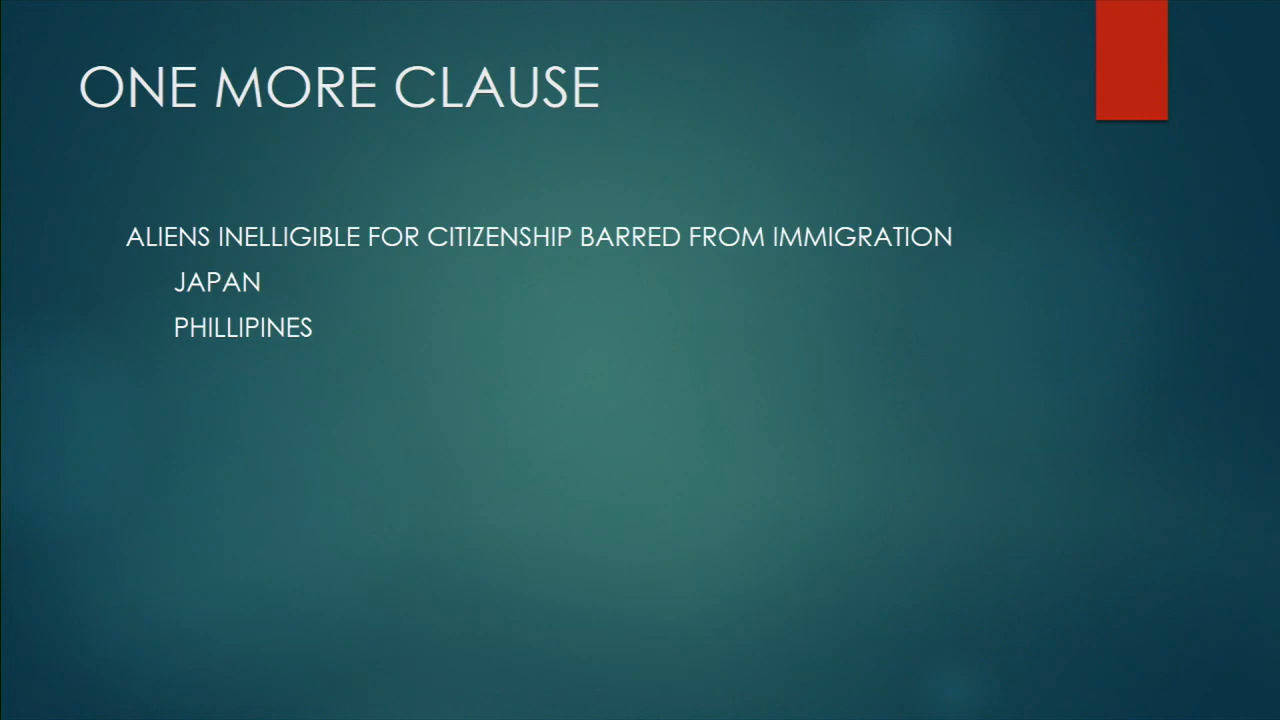 ONE MORE CLAUSE
ALIENS INELLIGIBLE FOR CITIZENSHIP BARRED FROM IMMIGRATION
JAPAN
PHILLIPINES